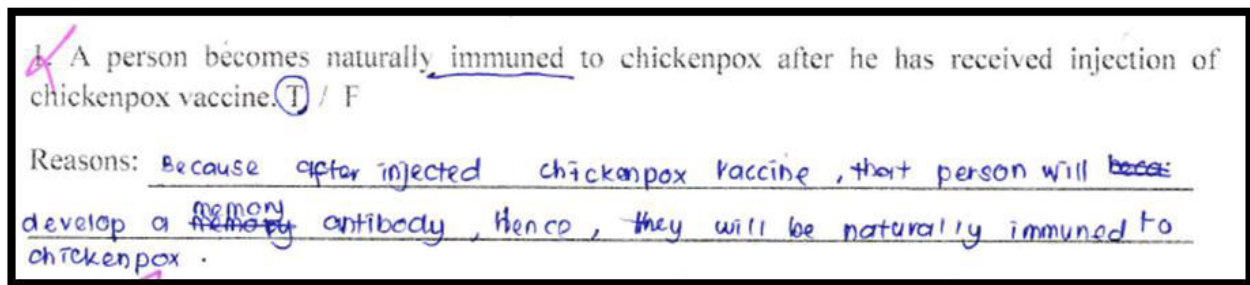 1. A person becomes naturally immuned to chickenpox after he has received injection of
chickenpox vaccine. T / F
Reasons: Because after injected chickenpox vaccine, that person will
develop a memory antibody, Hence, they will be naturally immuned to
chickenpox.